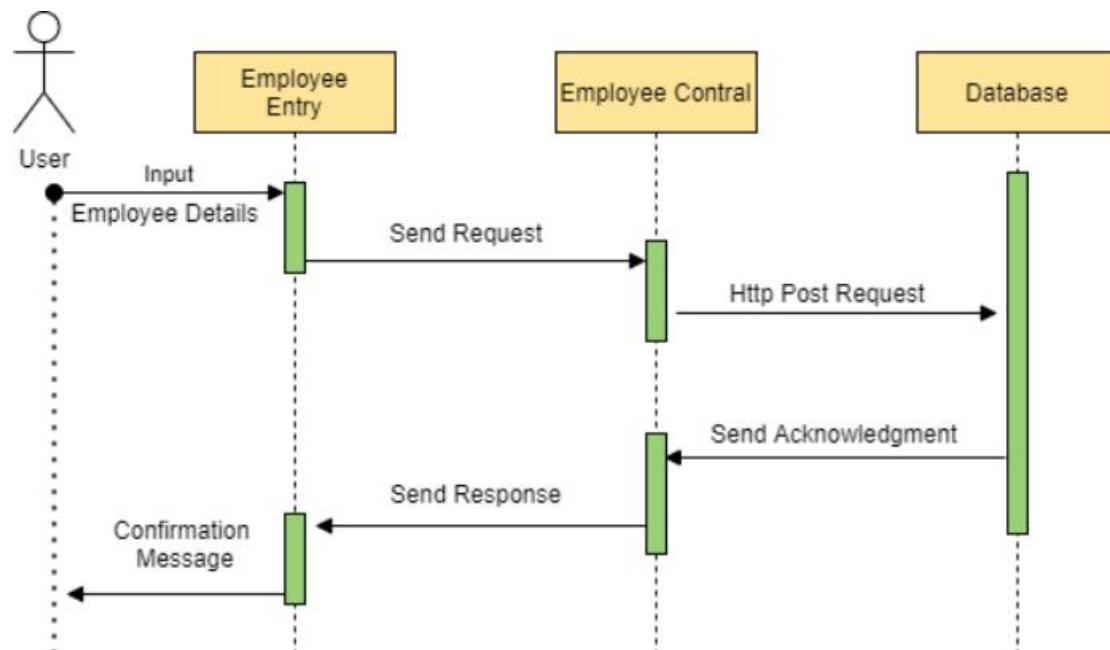 Employee
Entry
Employee Contral
Database
User
Input
Employee Details
Send Request
Http Post Request
Send Acknowledgment
Send Response
Confirmation
Message